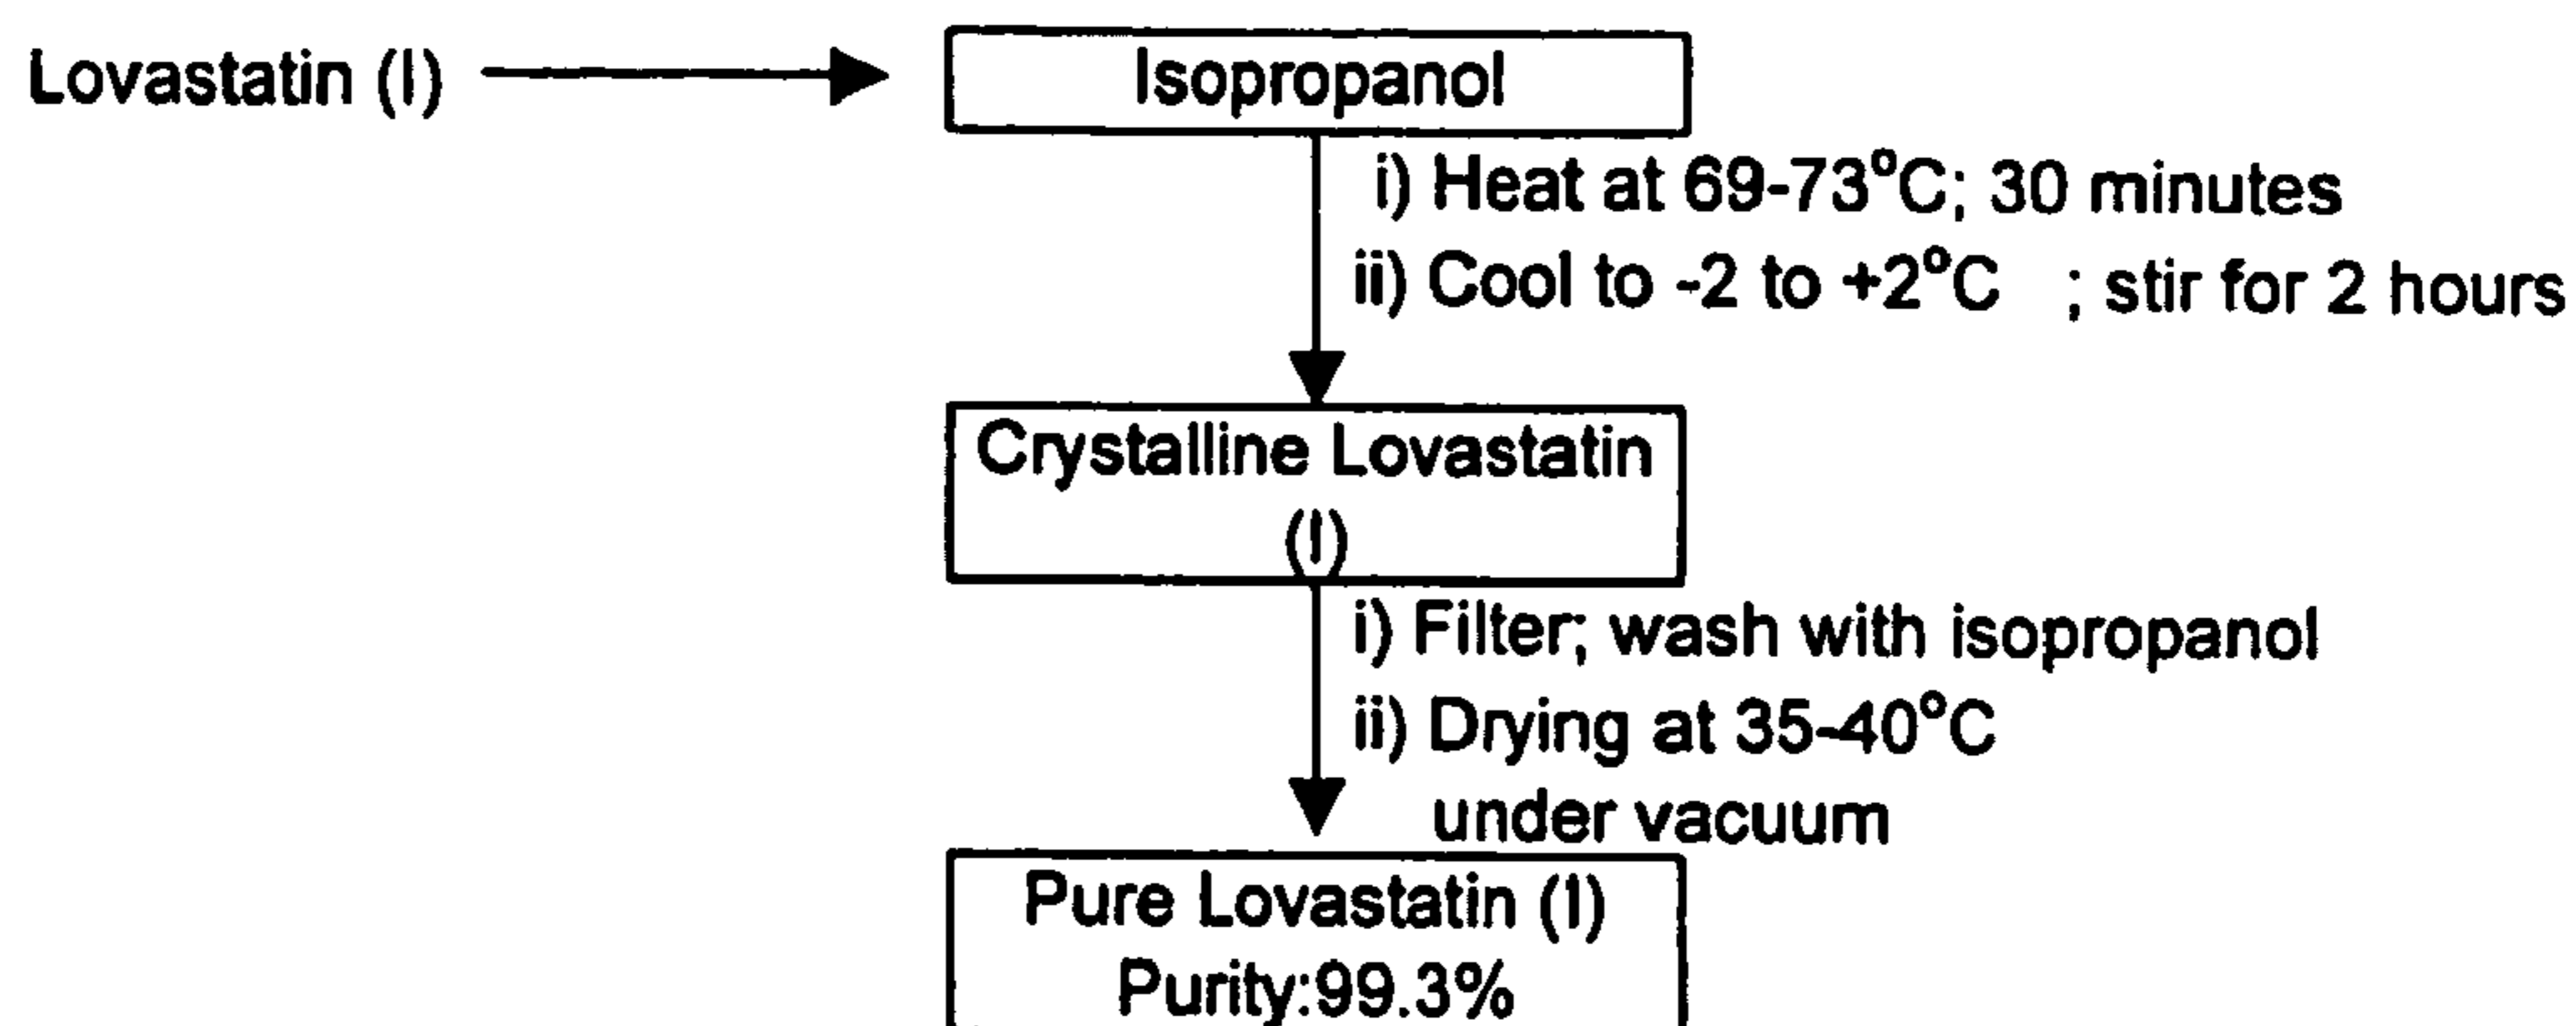 Lovastatin (I)
Isopropanol
i) Heat at 69-73°C; 30 minutes
ii) Cool to -2 to +2°C ; stir for 2 hours
Crystalline Lovastatin
(I)
i) Filter; wash with isopropanol
ii) Drying at 35-40°C
under vacuum
Pure Lovastatin (I)
Purity:99.3%